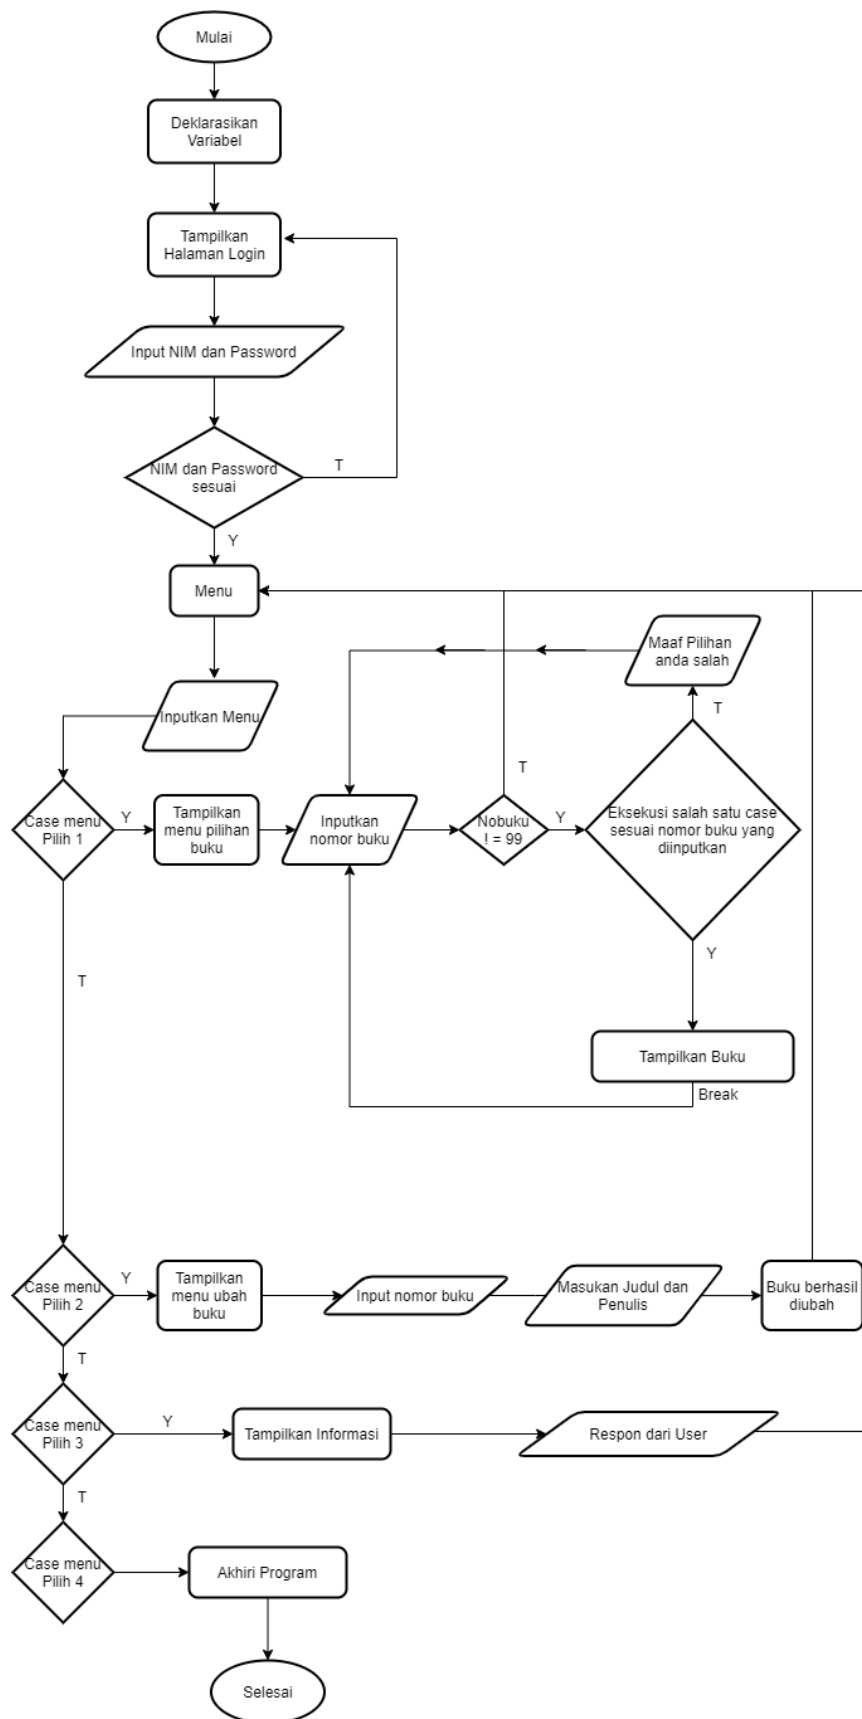 Mulai
Deklarasikan
Variabel
Tampilkan
Halaman Login
Input NIM dan Password
NIM dan Password
sesuai
T
Y
Menu
Maaf Pilihan
anda salah
Inputkan Menu
T
T
Case menu
Pilih 1
Y
Tampilkan
menu pilihan
buku
Inputkan
nomor buku
Nobuku
! = 99
Y
Eksekusi salah satu case
sesuai nomor buku yang
diinputkan
Y
T
Tampilkan Buku
Break
Case menu
Pilih 2
Y
Tampilkan
menu ubah
buku
Input nomor buku
Masukan Judul dan
Penulis
Buku berhasil
diubah
T
Case menu
Pilih 3
Y
Tampilkan Informasi
Respon dari User
T
Case menu
Pilih 4
Akhiri Program
Selesai